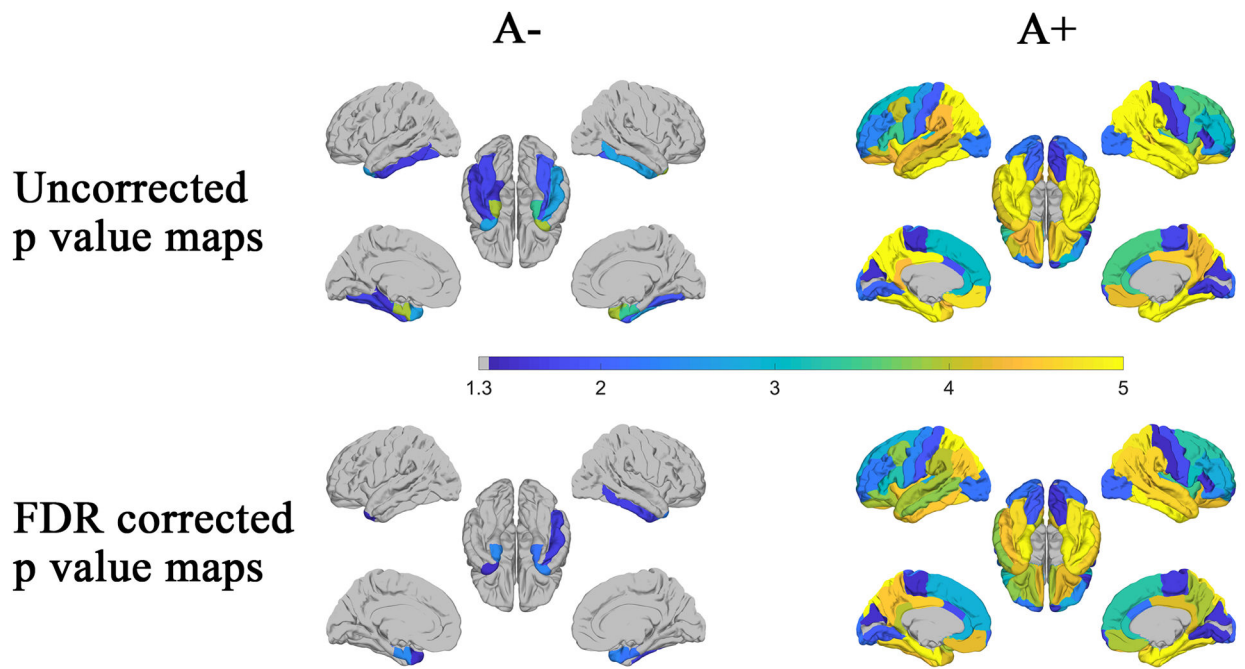 A-
A+
Uncorrected
p value maps
1.3 2 3 4 5
FDR corrected
p value maps